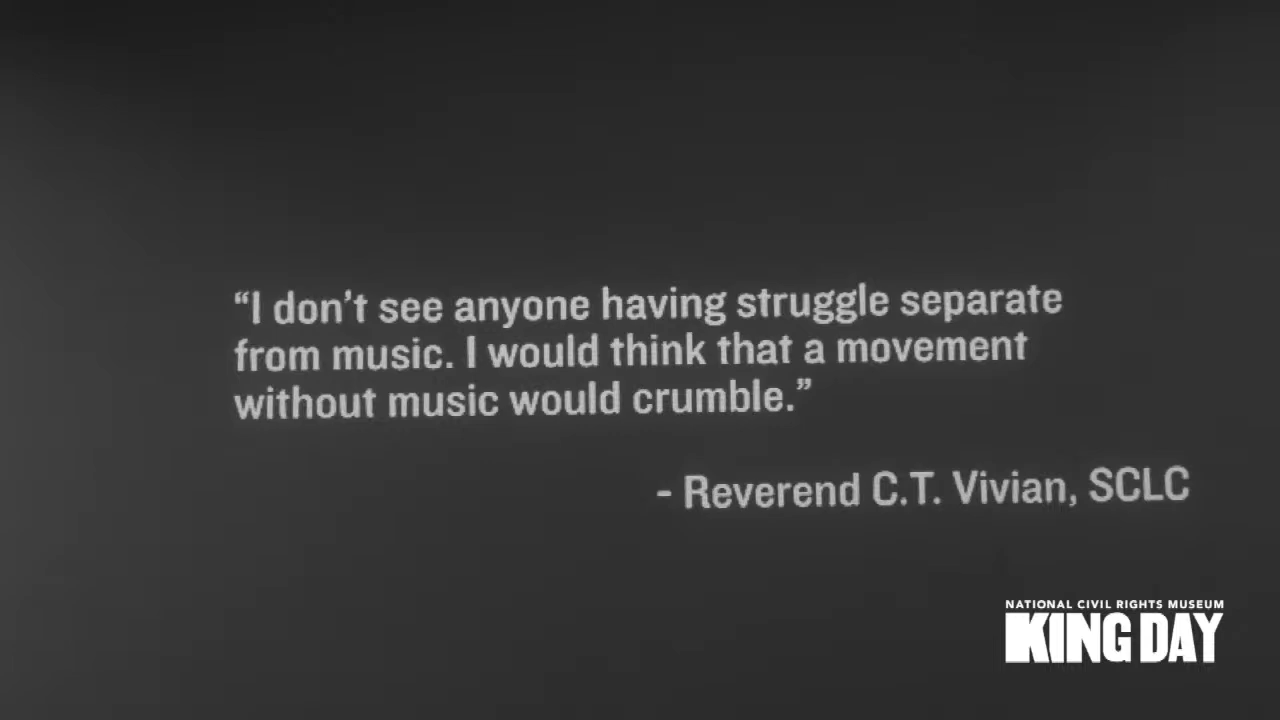 “I don’t see anyone having struggle separate
from music. I would think that a movement
without music would crumble.”
- Reverend C.T. Vivian, SCLC
NATIONAL CIVIL RIGHTS MUSEUM
KING DAY